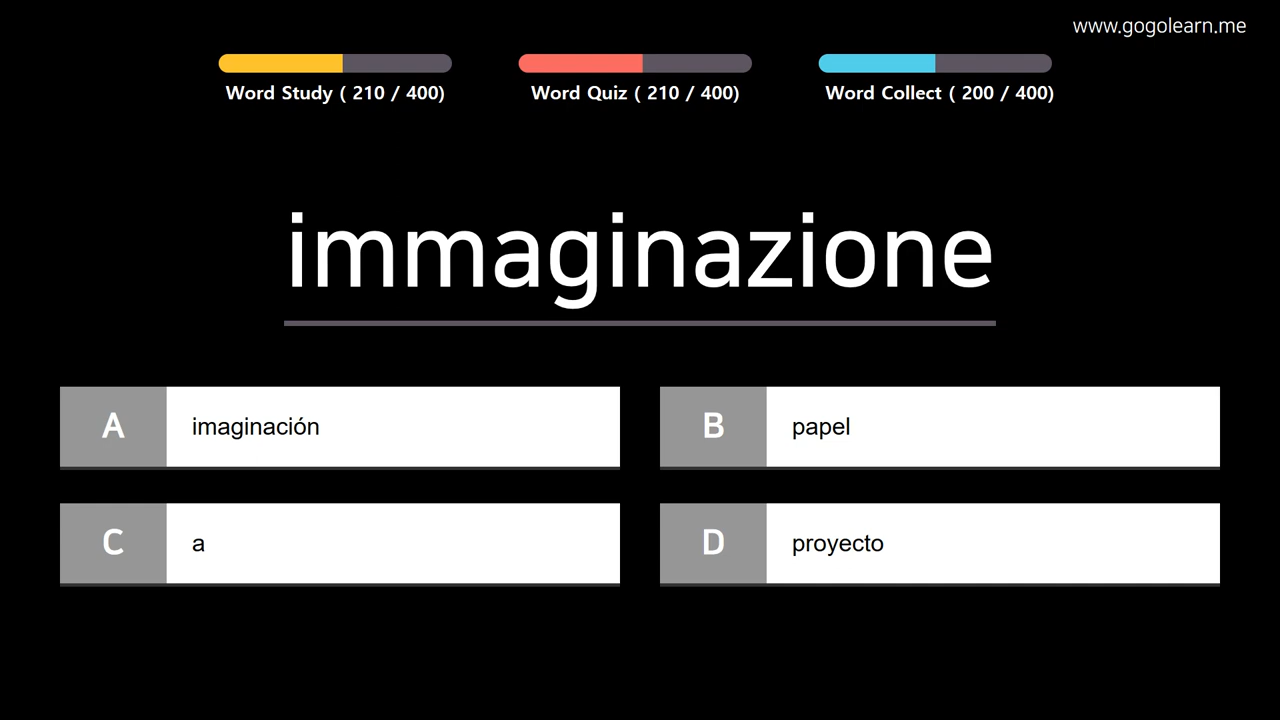 www.gogolearn.me
Word Study ( 210 / 400)
Word Quiz ( 210 / 400)
Word Collect ( 200 / 400)
immaginazione
A imaginación
B papel
C a
D proyecto